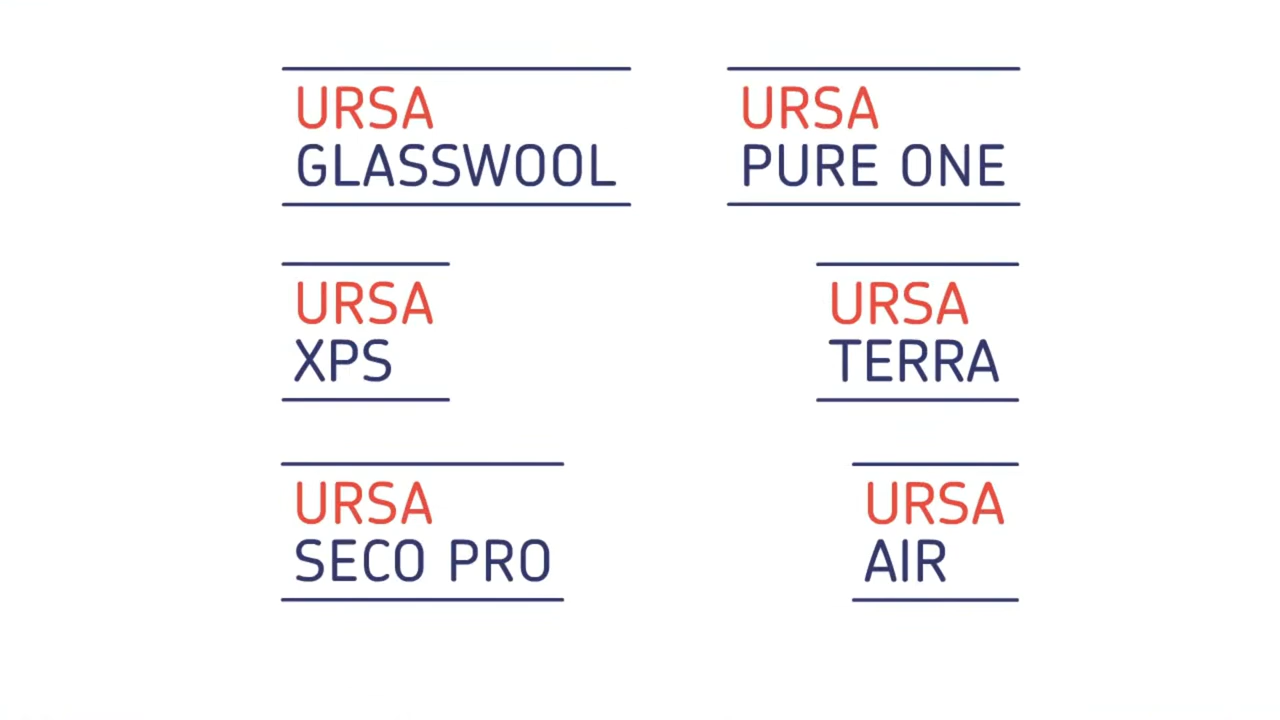 URSA
GLASSWOOL
URSA
PURE ONE
URSA
XPS
URSA
TERRA
URSA
SECO PRO
URSA
AIR